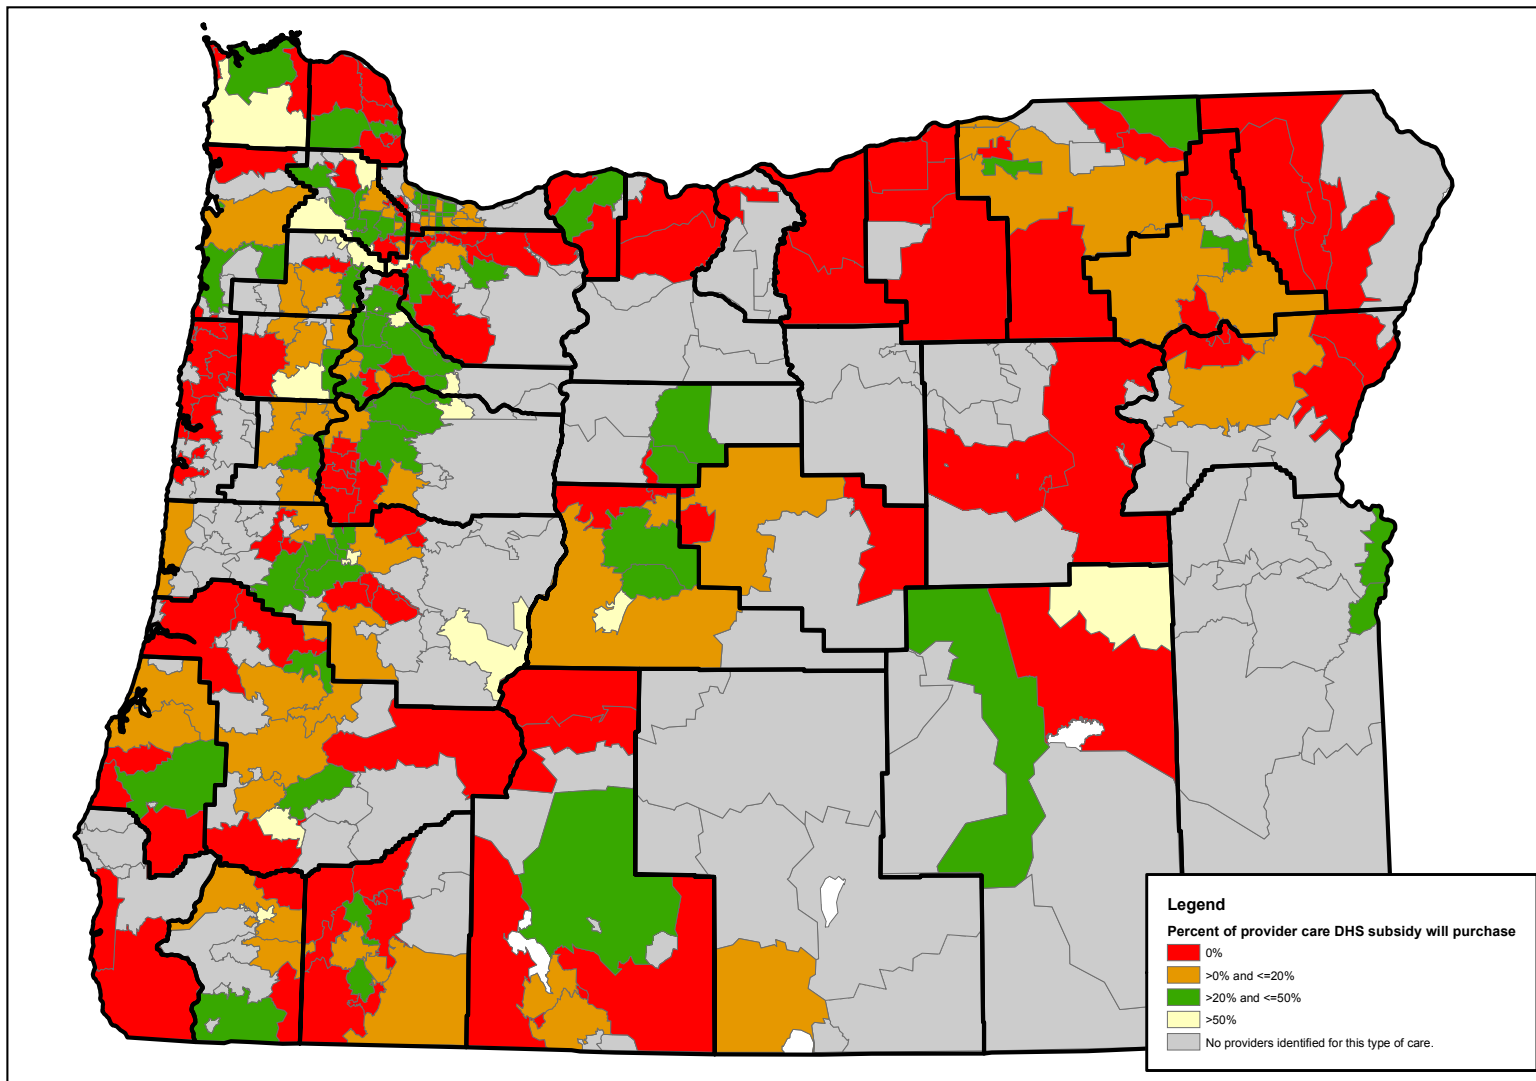 Legend
Percent of provider care DHS subsidy will purchase
0%
>0% and <=20%
>20% and <=50%
>50%
No providers identified for this type of care.